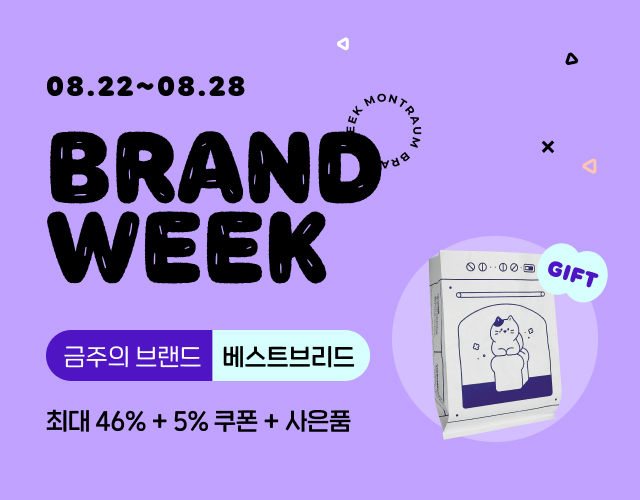 08.22~08.28
EEK MONTRAUM BRA
BRAND
WEEK
GIFT
금주의 브랜드 베스트브리드
최대 46% + 5% 쿠폰 + 사은품